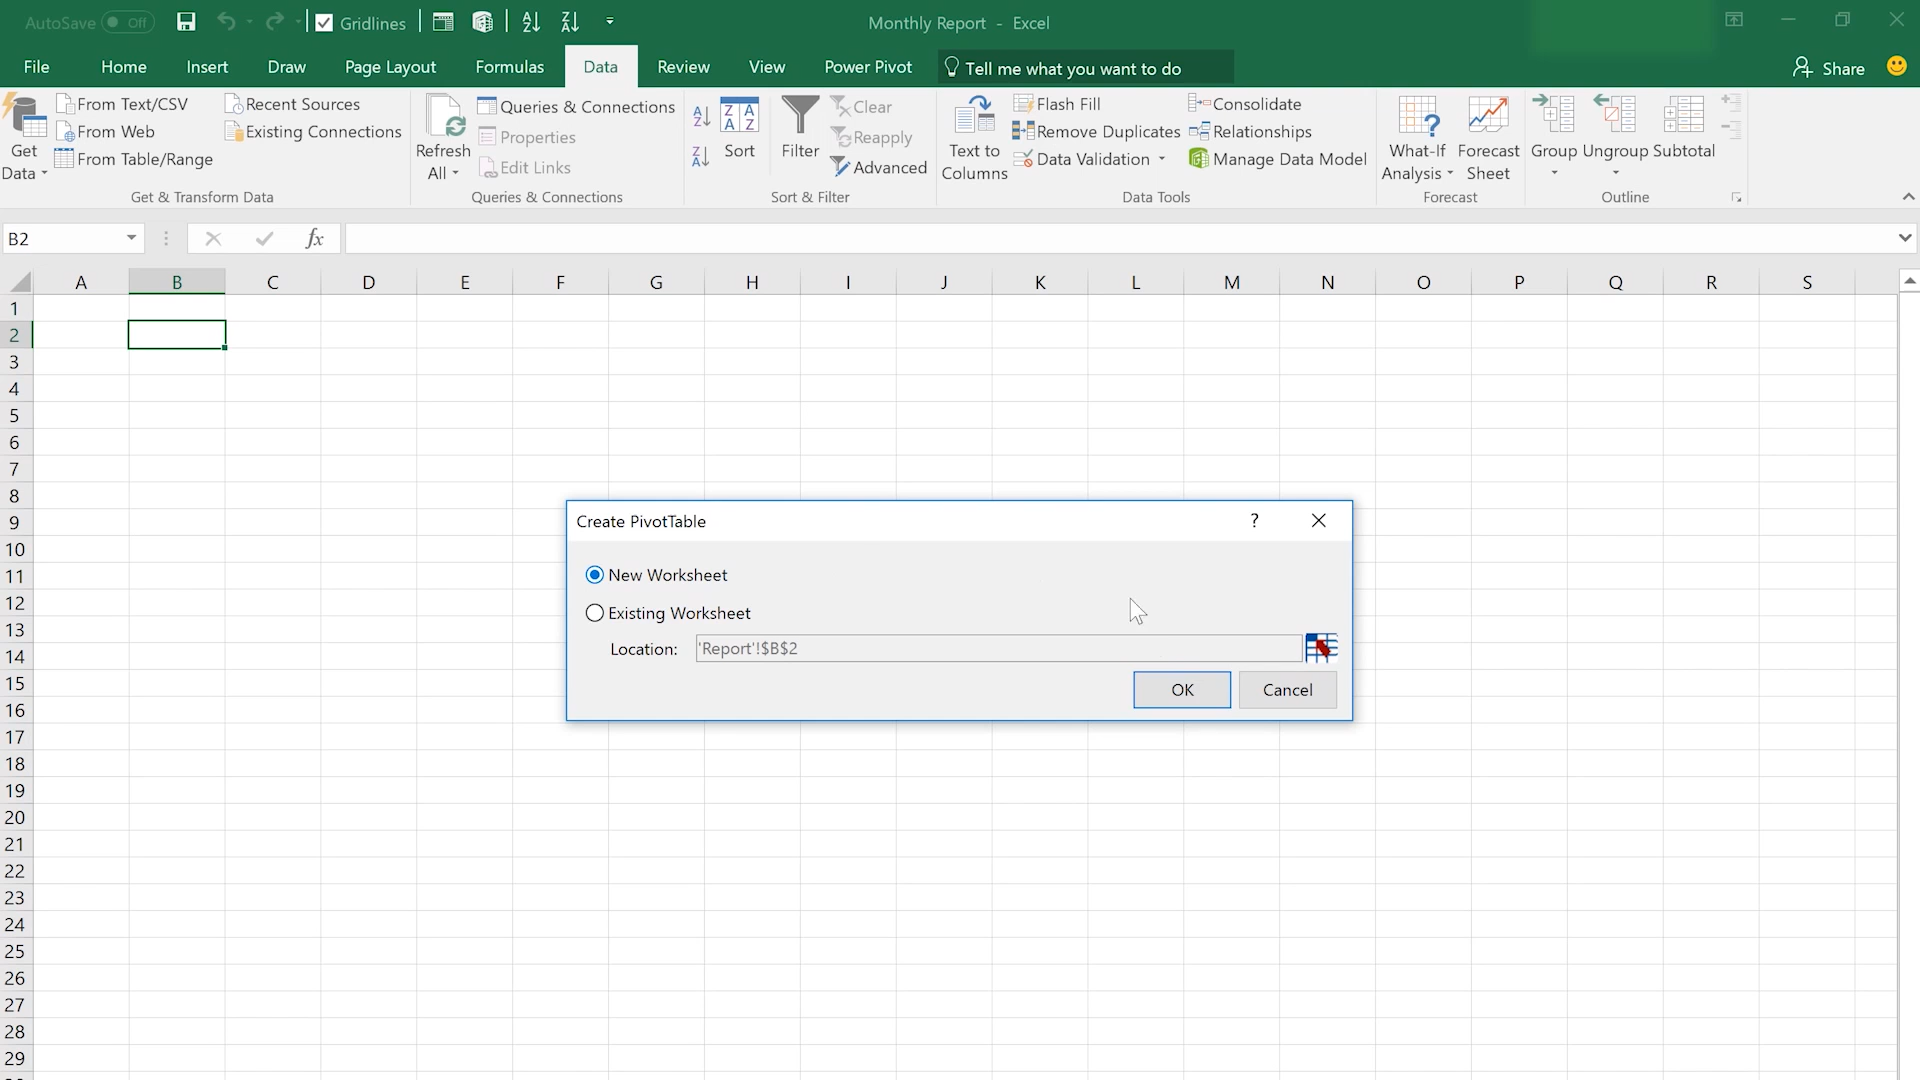 AutoSave Off Gridlines Monthly Report - Excel
File Home Insert Draw Page Layout Formulas Data Review View Power Pivot Tell me what you want to do Share
Get Data
From Text/CSV
From Web
From Table/Range
Recent Sources
Existing Connections
Get & Transform Data
Refresh All
Queries & Connections
Properties
Edit Links
Queries & Connections
Sort
Filter
Clear
Reapply
Advanced
Sort & Filter
Text to Columns
Flash Fill
Remove Duplicates
Data Validation
Consolidate
Relationships
Manage Data Model
Data Tools
What-If Analysis
Forecast Sheet
Forecast
Group Ungroup Subtotal
Outline
B2 fx
A B C D E F G H I J K L M N O P Q R S
1
2
3
4
5
6
7
8
9
10
11
12
13
14
15
16
17
18
19
20
21
22
23
24
25
26
27
28
29
Create PivotTable ?
New Worksheet
Existing Worksheet
Location: 'Report'!$B$2
OK Cancel